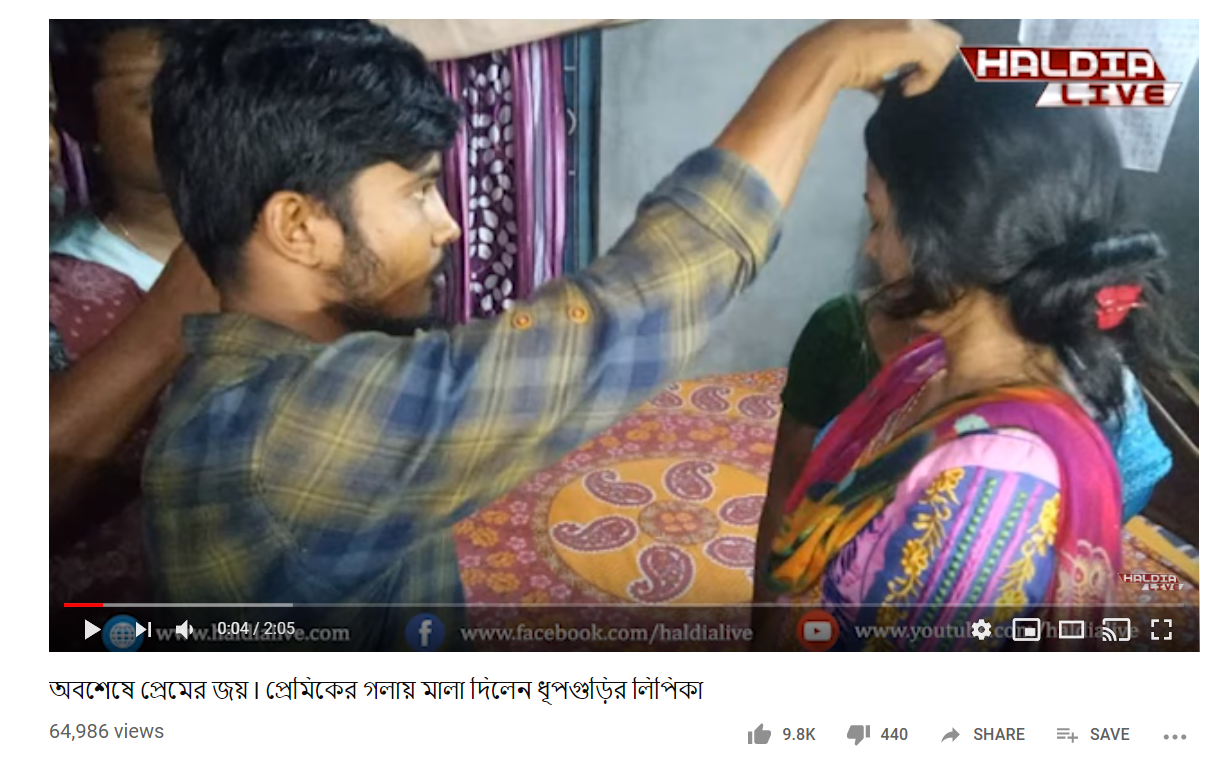 HALDIA
LIVE
HALDIA
LIVE
0:04 / 2:05
www.haldialive.com
www.facebook.com/haldialive
অবশেষে প্রেমের জয়। প্রেমিকের গলায় মালা দিলেন ধূপগুড়ির লিপিকা
64,986 views
9.8K
440
SHARE
SAVE